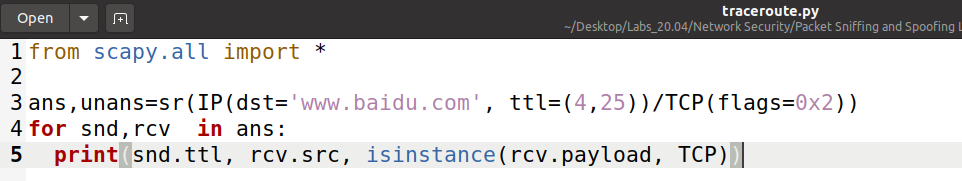 Open
traceroute.py
~/Desktop/Labs_20.04/Network Security/Packet Sniffing and Spoofing L
1 from scapy.all import *
2
3 ans,unans=sr(IP(dst='www.baidu.com', ttl=(4,25))/TCP(flags=0x2))
4 for snd,rcv  in ans:
5   print(snd.ttl, rcv.src, isinstance(rcv.payload, TCP))